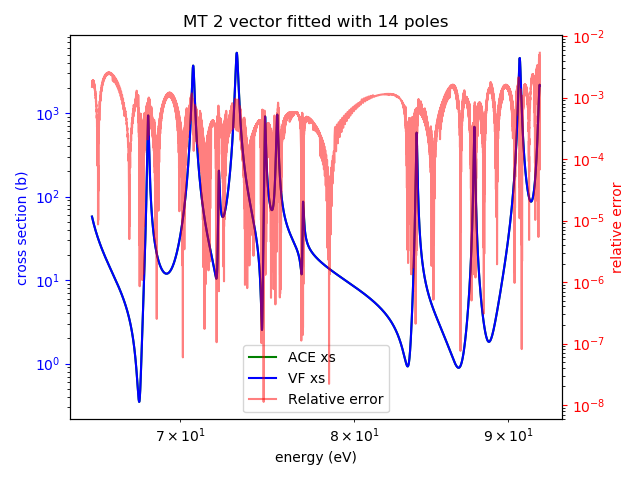 MT 2 vector fitted with 14 poles
10⁻²
10⁻³
10⁻⁴
10⁻⁵
10⁻⁶
10⁻⁷
10⁻⁸
relative error
10³
10²
10¹
10⁰
cross section (b)
ACE xs
VF xs
Relative error
7 × 10¹
8 × 10¹
9 × 10¹
energy (eV)